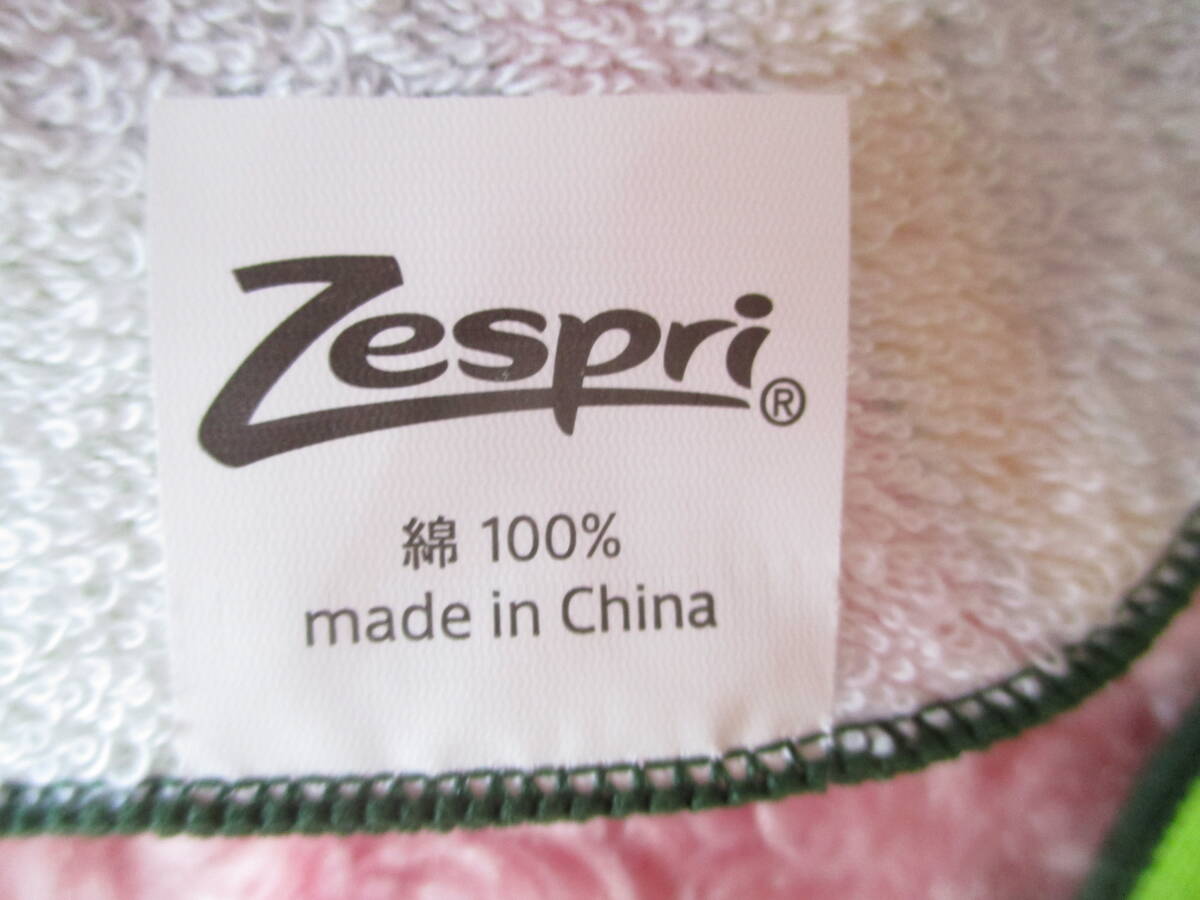 Zespri®
綿 100%
made in China